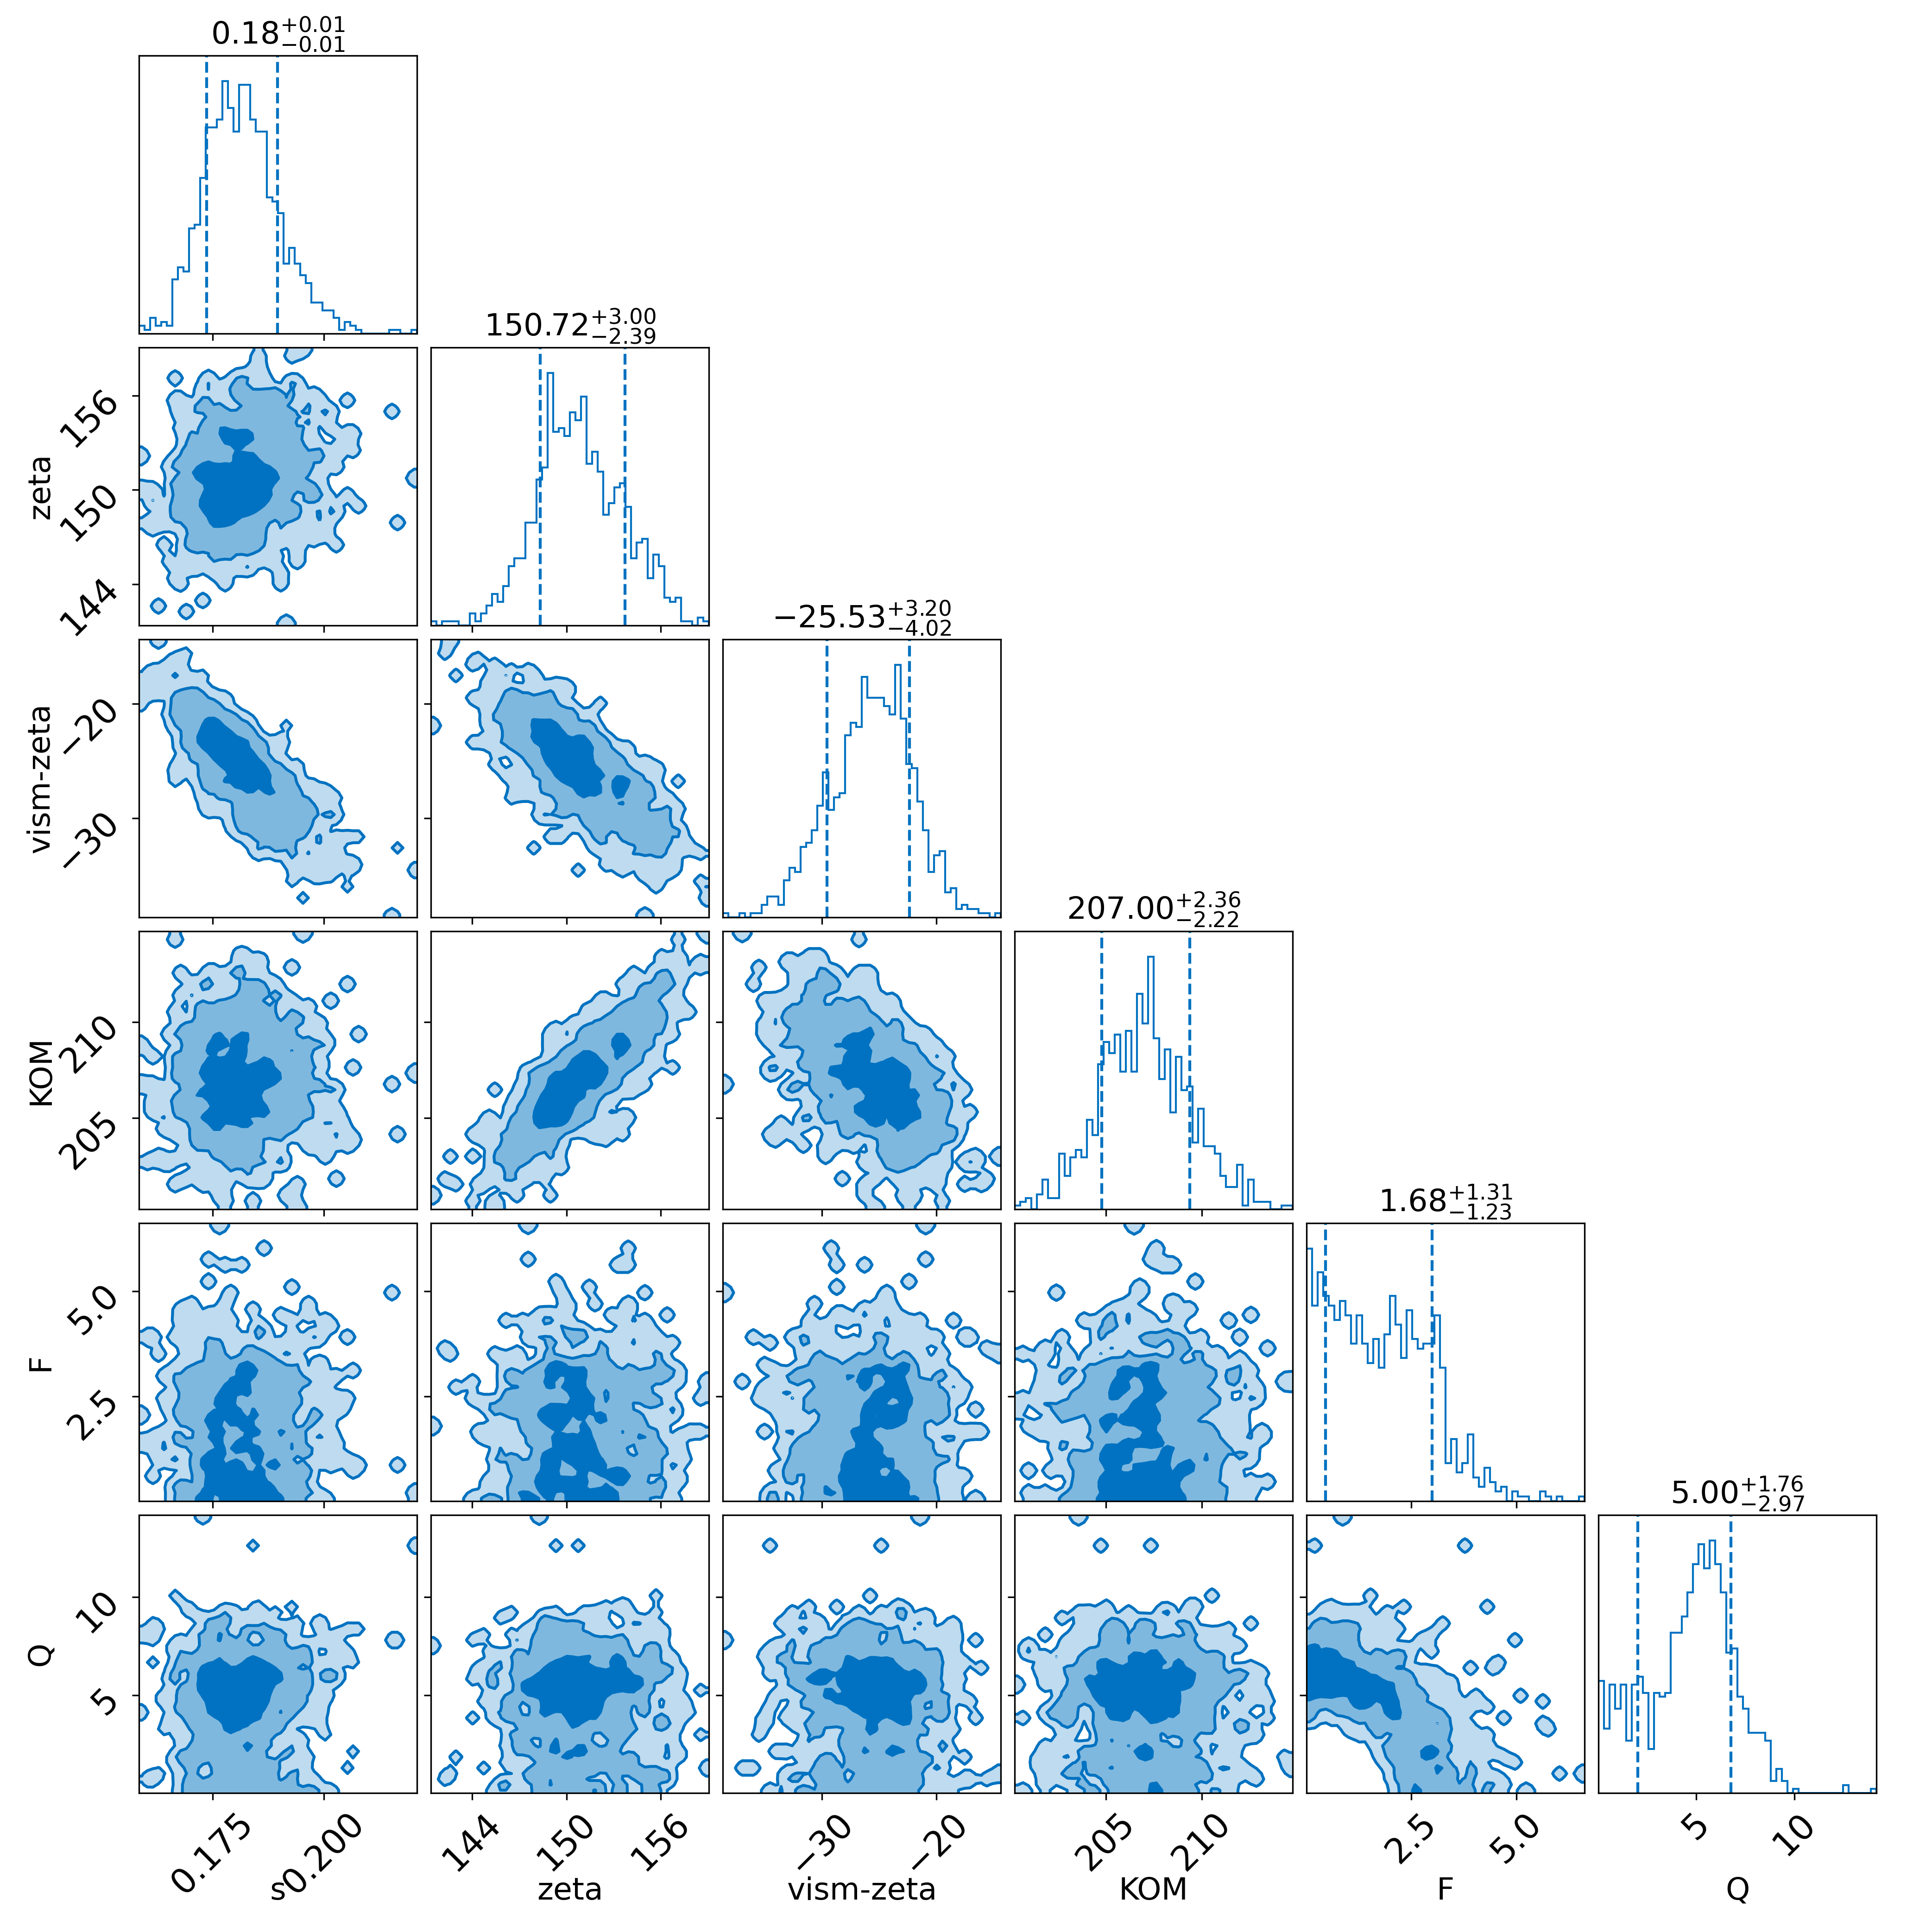 0.18+0.01−0.01
150.72+3.00−2.39
−25.53+3.20−4.02
207.00+2.36−2.22
1.68+1.31−1.23
5.00+1.76−2.97
zeta
156
150
144
vism-zeta
−20
−30
KOM
210
205
F
5.0
2.5
Q
10
5
0.175 0.200 144 150 156 −30 −20 205 210 2.5 5.0 5 10
s zeta vism-zeta KOM F Q